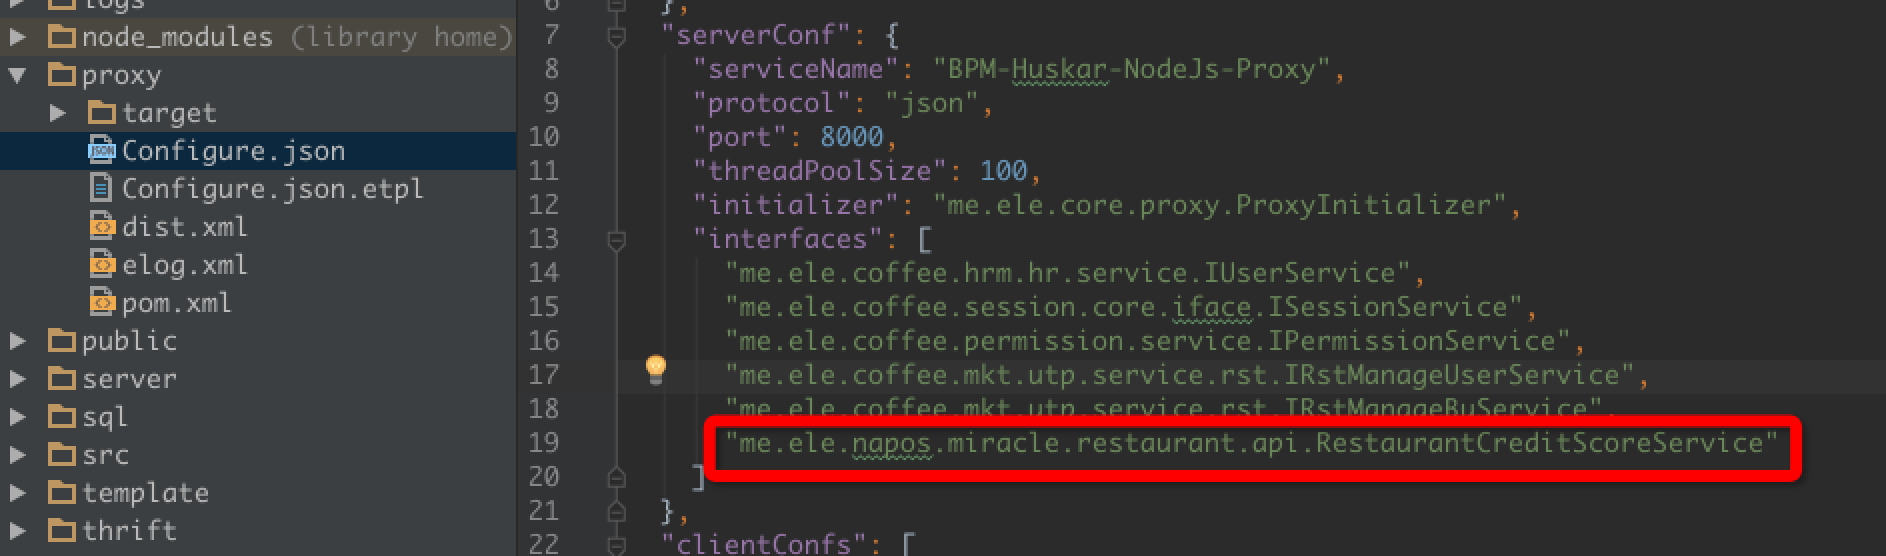 logs
node_modules (library home)
proxy
target
Configure.json
Configure.json.etpl
dist.xml
elog.xml
pom.xml
public
server
sql
src
template
thrift
6 },
7 "serverConf": {
8 "serviceName": "BPM-Huskar-NodeJs-Proxy",
9 "protocol": "json",
10 "port": 8000,
11 "threadPoolSize": 100,
12 "initializer": "me.ele.core.proxy.ProxyInitializer",
13 "interfaces": [
14 "me.ele.coffee.hrm.hr.service.IUserService",
15 "me.ele.coffee.session.core.iface.ISessionService",
16 "me.ele.coffee.permission.service.IPermissionService",
17 "me.ele.coffee.mkt.utp.service.rst.IRstManageUserService",
18 "me.ele.coffee.mkt.utp.service.rst.IRstManageBuService",
19 "me.ele.napos.miracle.restaurant.api.RestaurantCreditScoreService"
20 ]
21 },
22 "clientConfs": [